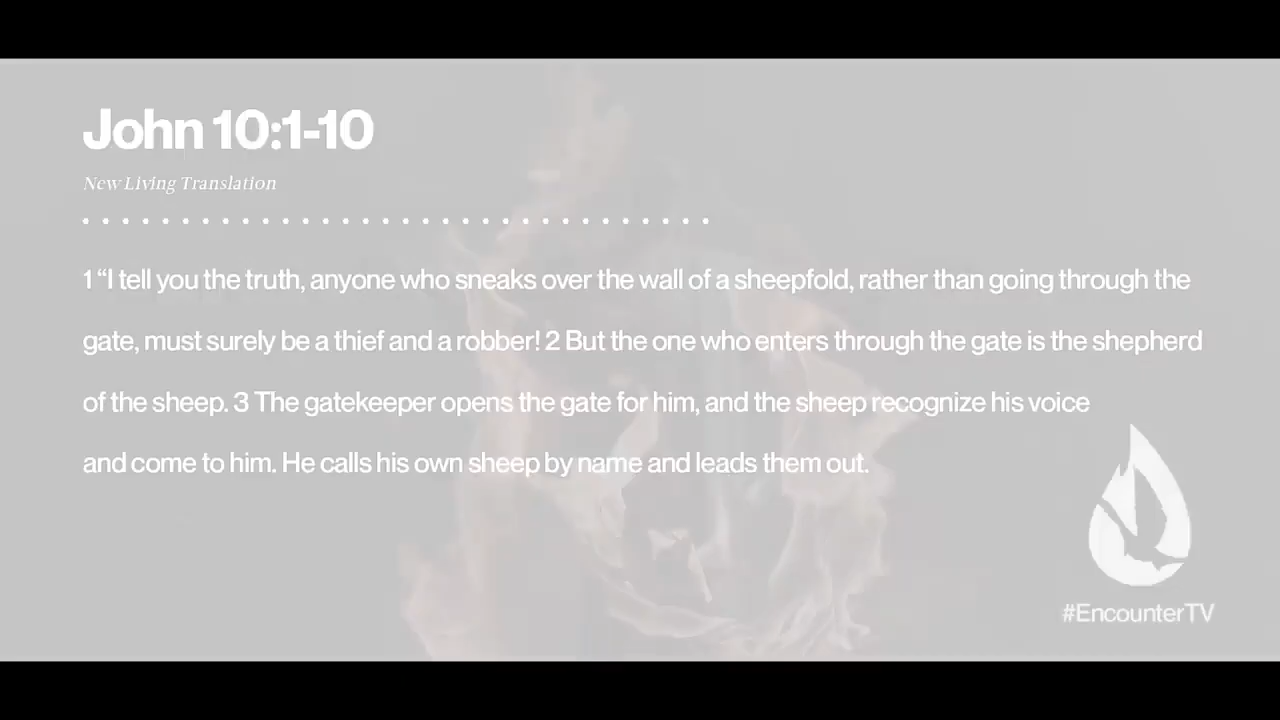 John 10:1-10
New Living Translation
1 “I tell you the truth, anyone who sneaks over the wall of a sheepfold, rather than going through the
gate, must surely be a thief and a robber! 2 But the one who enters through the gate is the shepherd
of the sheep. 3 The gatekeeper opens the gate for him, and the sheep recognize his voice
and come to him. He calls his own sheep by name and leads them out.
#EncounterTV